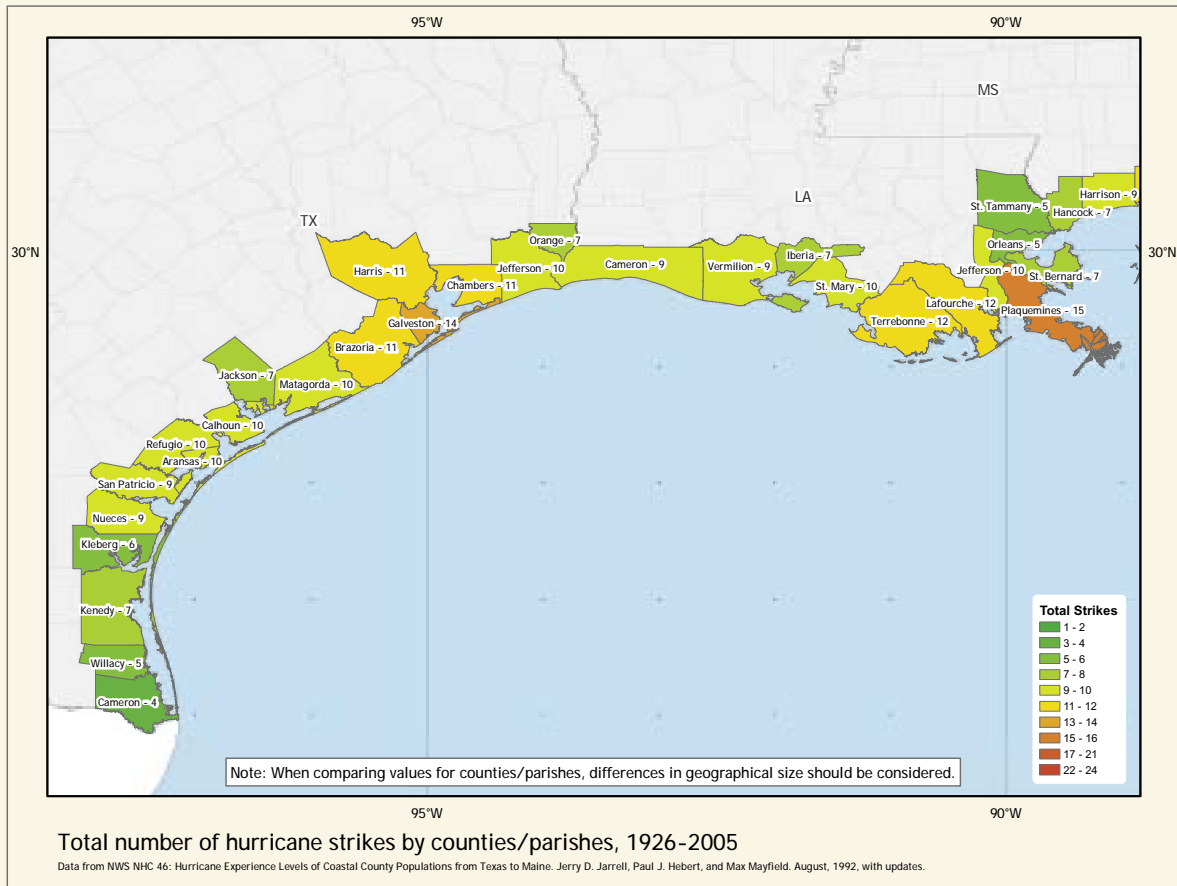 95°W
90°W
MS
LA
TX
30°N
30°N
Harrison - 9
St. Tammany - 5
Hancock - 7
Orange - 7
Orleans - 5
Iberia - 7
Harris - 11
Jefferson - 10
Cameron - 9
Vermilion - 9
Jefferson - 10
St. Bernard - 7
Chambers - 11
St. Mary - 10
Lafourche - 12
Plaquemines - 15
Galveston - 14
Terrebonne - 12
Brazoria - 11
Jackson - 7
Matagorda - 10
Calhoun - 10
Refugio - 10
Aransas - 10
San Patricio - 9
Nueces - 9
Kleberg - 6
Kenedy - 7
Willacy - 5
Cameron - 4
Total Strikes
1 - 2
3 - 4
5 - 6
7 - 8
9 - 10
11 - 12
13 - 14
15 - 16
17 - 21
22 - 24
Note: When comparing values for counties/parishes, differences in geographical size should be considered.
95°W
90°W
Total number of hurricane strikes by counties/parishes, 1926-2005
Data from NWS NHC 46: Hurricane Experience Levels of Coastal County Populations from Texas to Maine. Jerry D. Jarrell, Paul J. Hebert, and Max Mayfield. August, 1992, with updates.